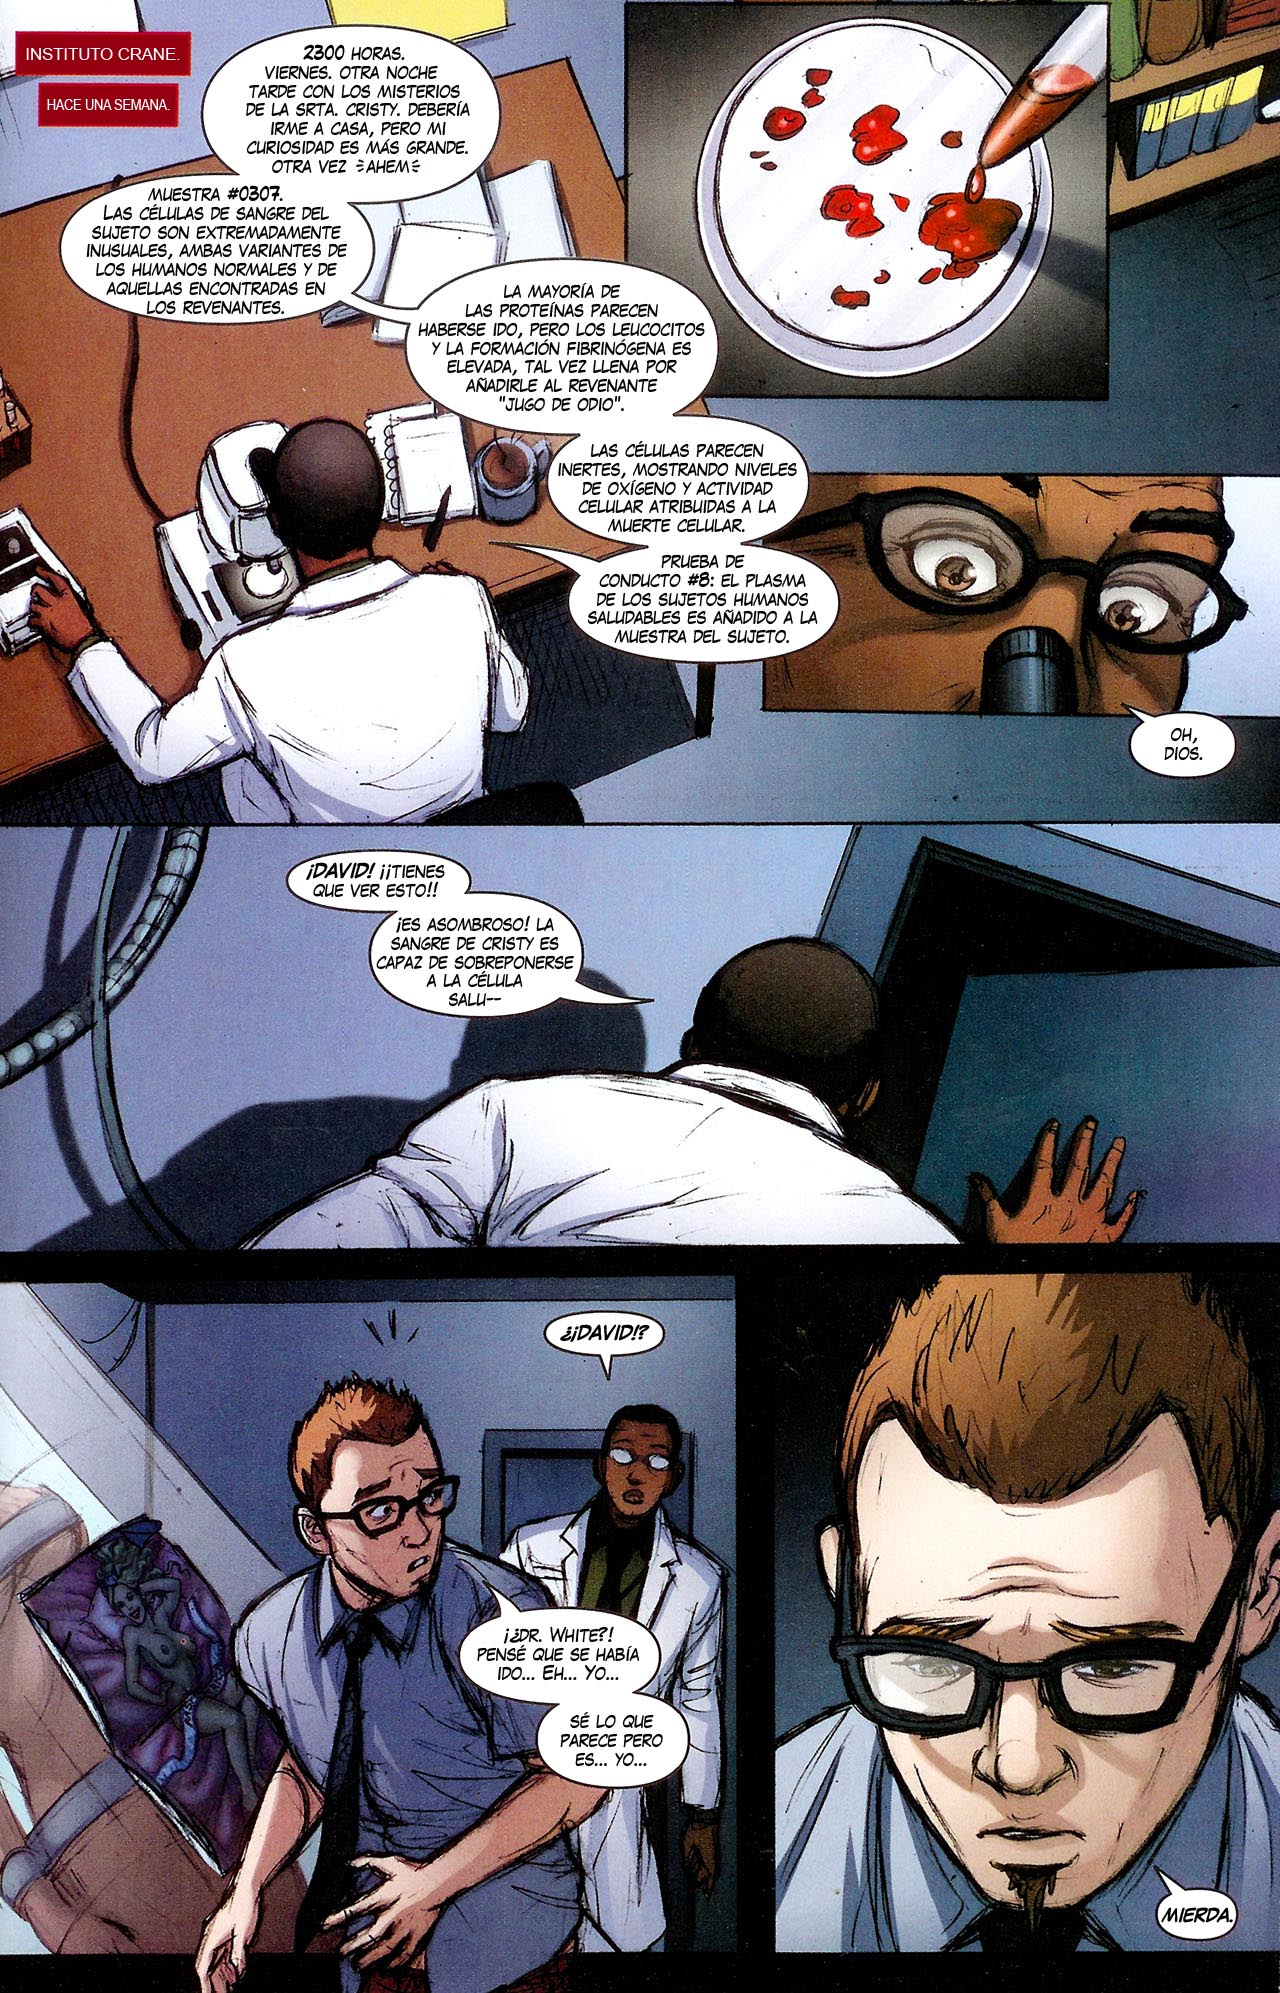 INSTITUTO CRANE.
HACE UNA SEMANA.
2300 HORAS.
VIERNES. OTRA NOCHE
TARDE CON LOS MISTERIOS
DE LA SRTA. CRISTY. DEBERÍA
IRME A CASA, PERO MI
CURIOSIDAD ES MÁS GRANDE.
OTRA VEZ AHEM
MUESTRA #0307.
LAS CÉLULAS DE SANGRE DEL
SUJETO SON EXTREMADAMENTE
INUSUALES, AMBAS VARIANTES DE
LOS HUMANOS NORMALES Y DE
AQUELLAS ENCONTRADAS EN
LOS REVENANTES.
LA MAYORÍA DE
LAS PROTEÍNAS PARECEN
HABERSE IDO, PERO LOS LEUCOCITOS
Y LA FORMACIÓN FIBRINÓGENA ES
ELEVADA, TAL VEZ LLENA POR
AÑADIRLE AL REVENANTE
"JUGO DE ODIO".
LAS CÉLULAS PARECEN
INERTES, MOSTRANDO NIVELES
DE OXÍGENO Y ACTIVIDAD
CELULAR ATRIBUIDAS A LA
MUERTE CELULAR.
PRUEBA DE
CONDUCTO #8: EL PLASMA
DE LOS SUJETOS HUMANOS
SALUDABLES ES AÑADIDO A LA
MUESTRA DEL SUJETO.
OH,
DIOS.
¡DAVID! ¡¡TIENES
QUE VER ESTO!!
¡ES ASOMBROSO! LA
SANGRE DE CRISTY ES
CAPAZ DE SOBREPONERSE
A LA CÉLULA
SALU--
¿¡¡DAVID!?
¡¿DR. WHITE?!
PENSÉ QUE SE HABÍA
IDO... EH... YO...
SÉ LO QUE
PARECE PERO
ES... YO...
MIERDA.